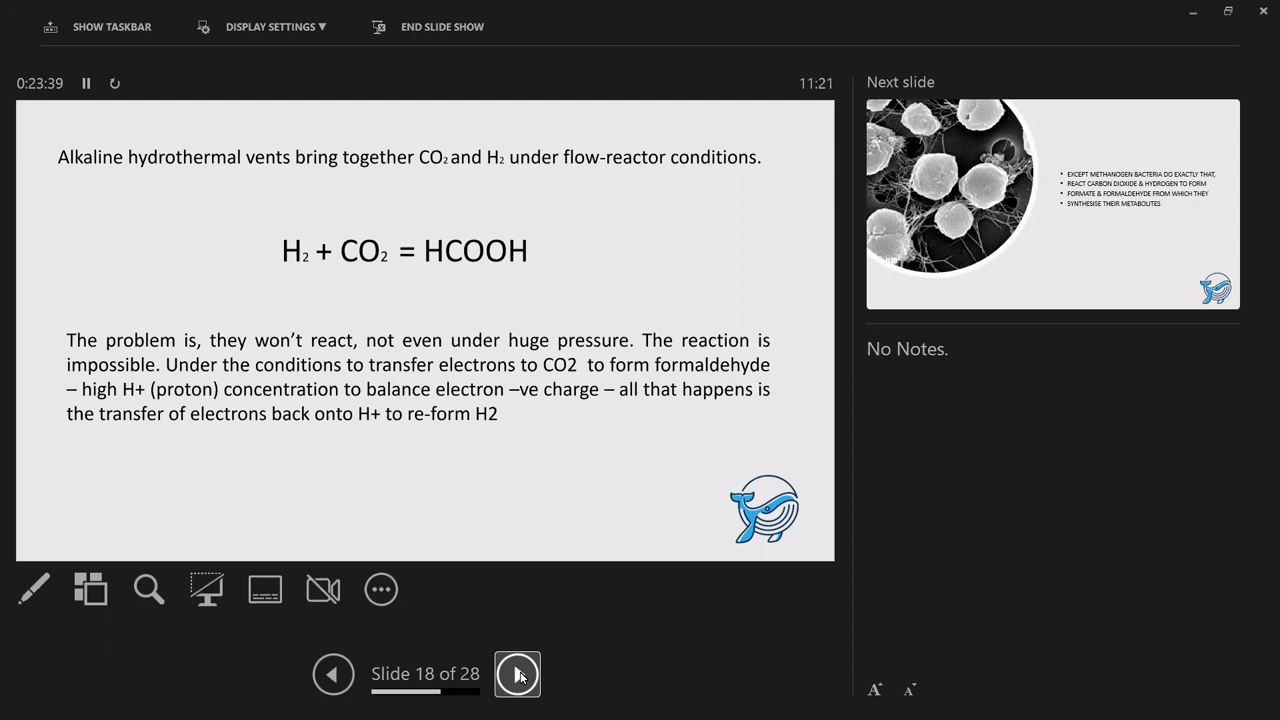 SHOW TASKBAR
DISPLAY SETTINGS ▼
END SLIDE SHOW
0:23:39
11:21
Alkaline hydrothermal vents bring together CO₂ and H₂ under flow-reactor conditions.
H₂ + CO₂ = HCOOH
The problem is, they won’t react, not even under huge pressure. The reaction is
impossible. Under the conditions to transfer electrons to CO2 to form formaldehyde
– high H+ (proton) concentration to balance electron –ve charge – all that happens is
the transfer of electrons back onto H+ to re-form H2
Slide 18 of 28
Next slide
• EXCEPT METHANOGEN BACTERIA DO EXACTLY THAT,
• REACT CARBON DIOXIDE & HYDROGEN TO FORM
• FORMATE & FORMALDEHYDE FROM WHICH THEY
• SYNTHESISE THEIR METABOLITES
No Notes.
A A